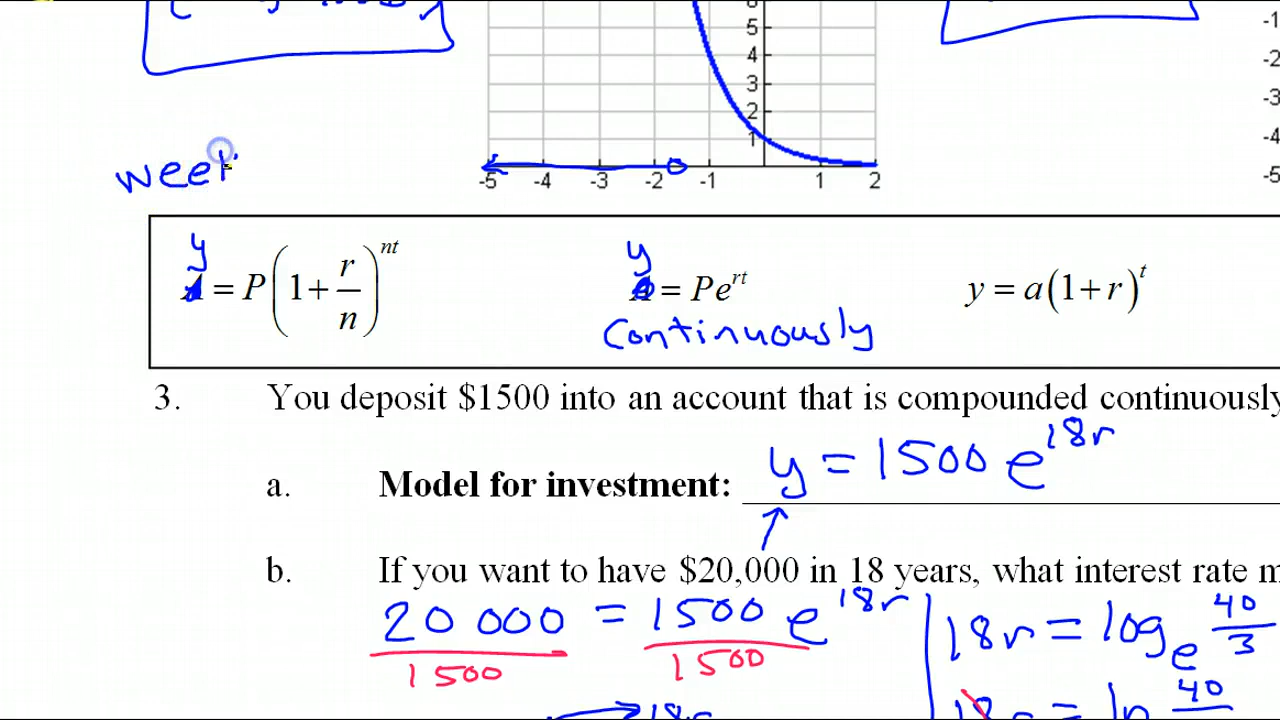 5
4
3
2
1
-5 -4 -3 -2 -1 1 2
-1
-2
-3
-4
-5
y
= P(1+r/n)^nt
y
= Pe^rt
continuously
y = a(1+r)^t
3. You deposit $1500 into an account that is compounded continuously
a. Model for investment: y = 1500 e^18r
b. If you want to have $20,000 in 18 years, what interest rate
20 000 = 1500 e^18r
1500 1500
18r = log_e 40/3
18r = ln 40
18r